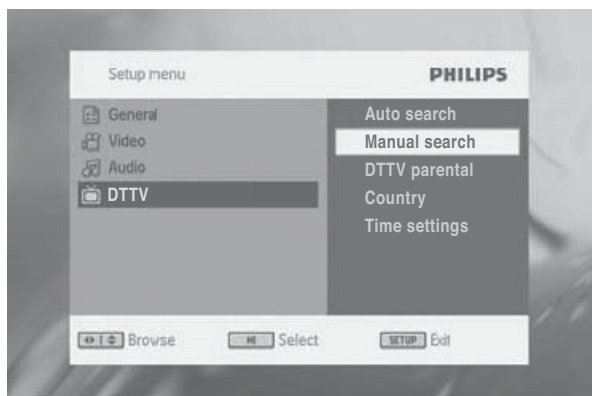 Setup menu PHILIPS
General
Video
Audio
DTTV
Auto search
Manual search
DTTV parental
Country
Time settings
Browse
Select
SETUP Exit